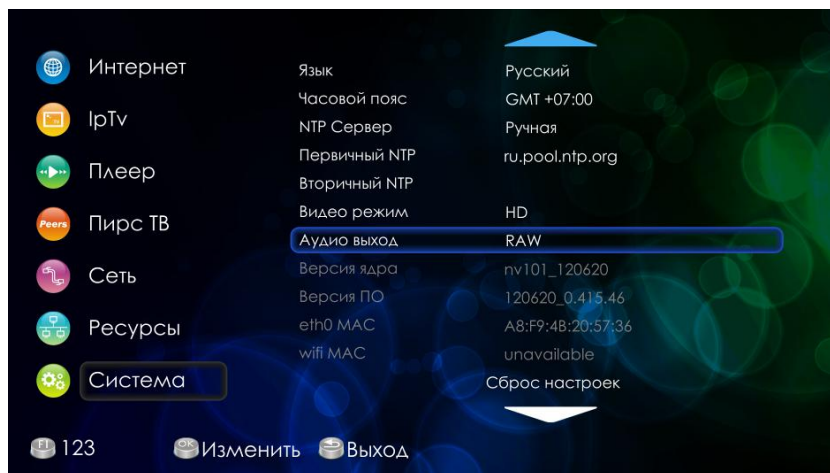 Интернет
IpTv
Плеер
Peers Пирс ТВ
Сеть
Ресурсы
Система
Язык Русский
Часовой пояс GMT +07:00
NTP Сервер Ручная
Первичный NTP ru.pool.ntp.org
Вторичный NTP
Видео режим HD
Аудио выход RAW
Версия ядра nv101_120620
Версия ПО 120620_0.415.46
eth0 MAC A8:F9:4B:20:57:36
wifi MAC unavailable
Сброс настроек
F1 123 OK Изменить Выход